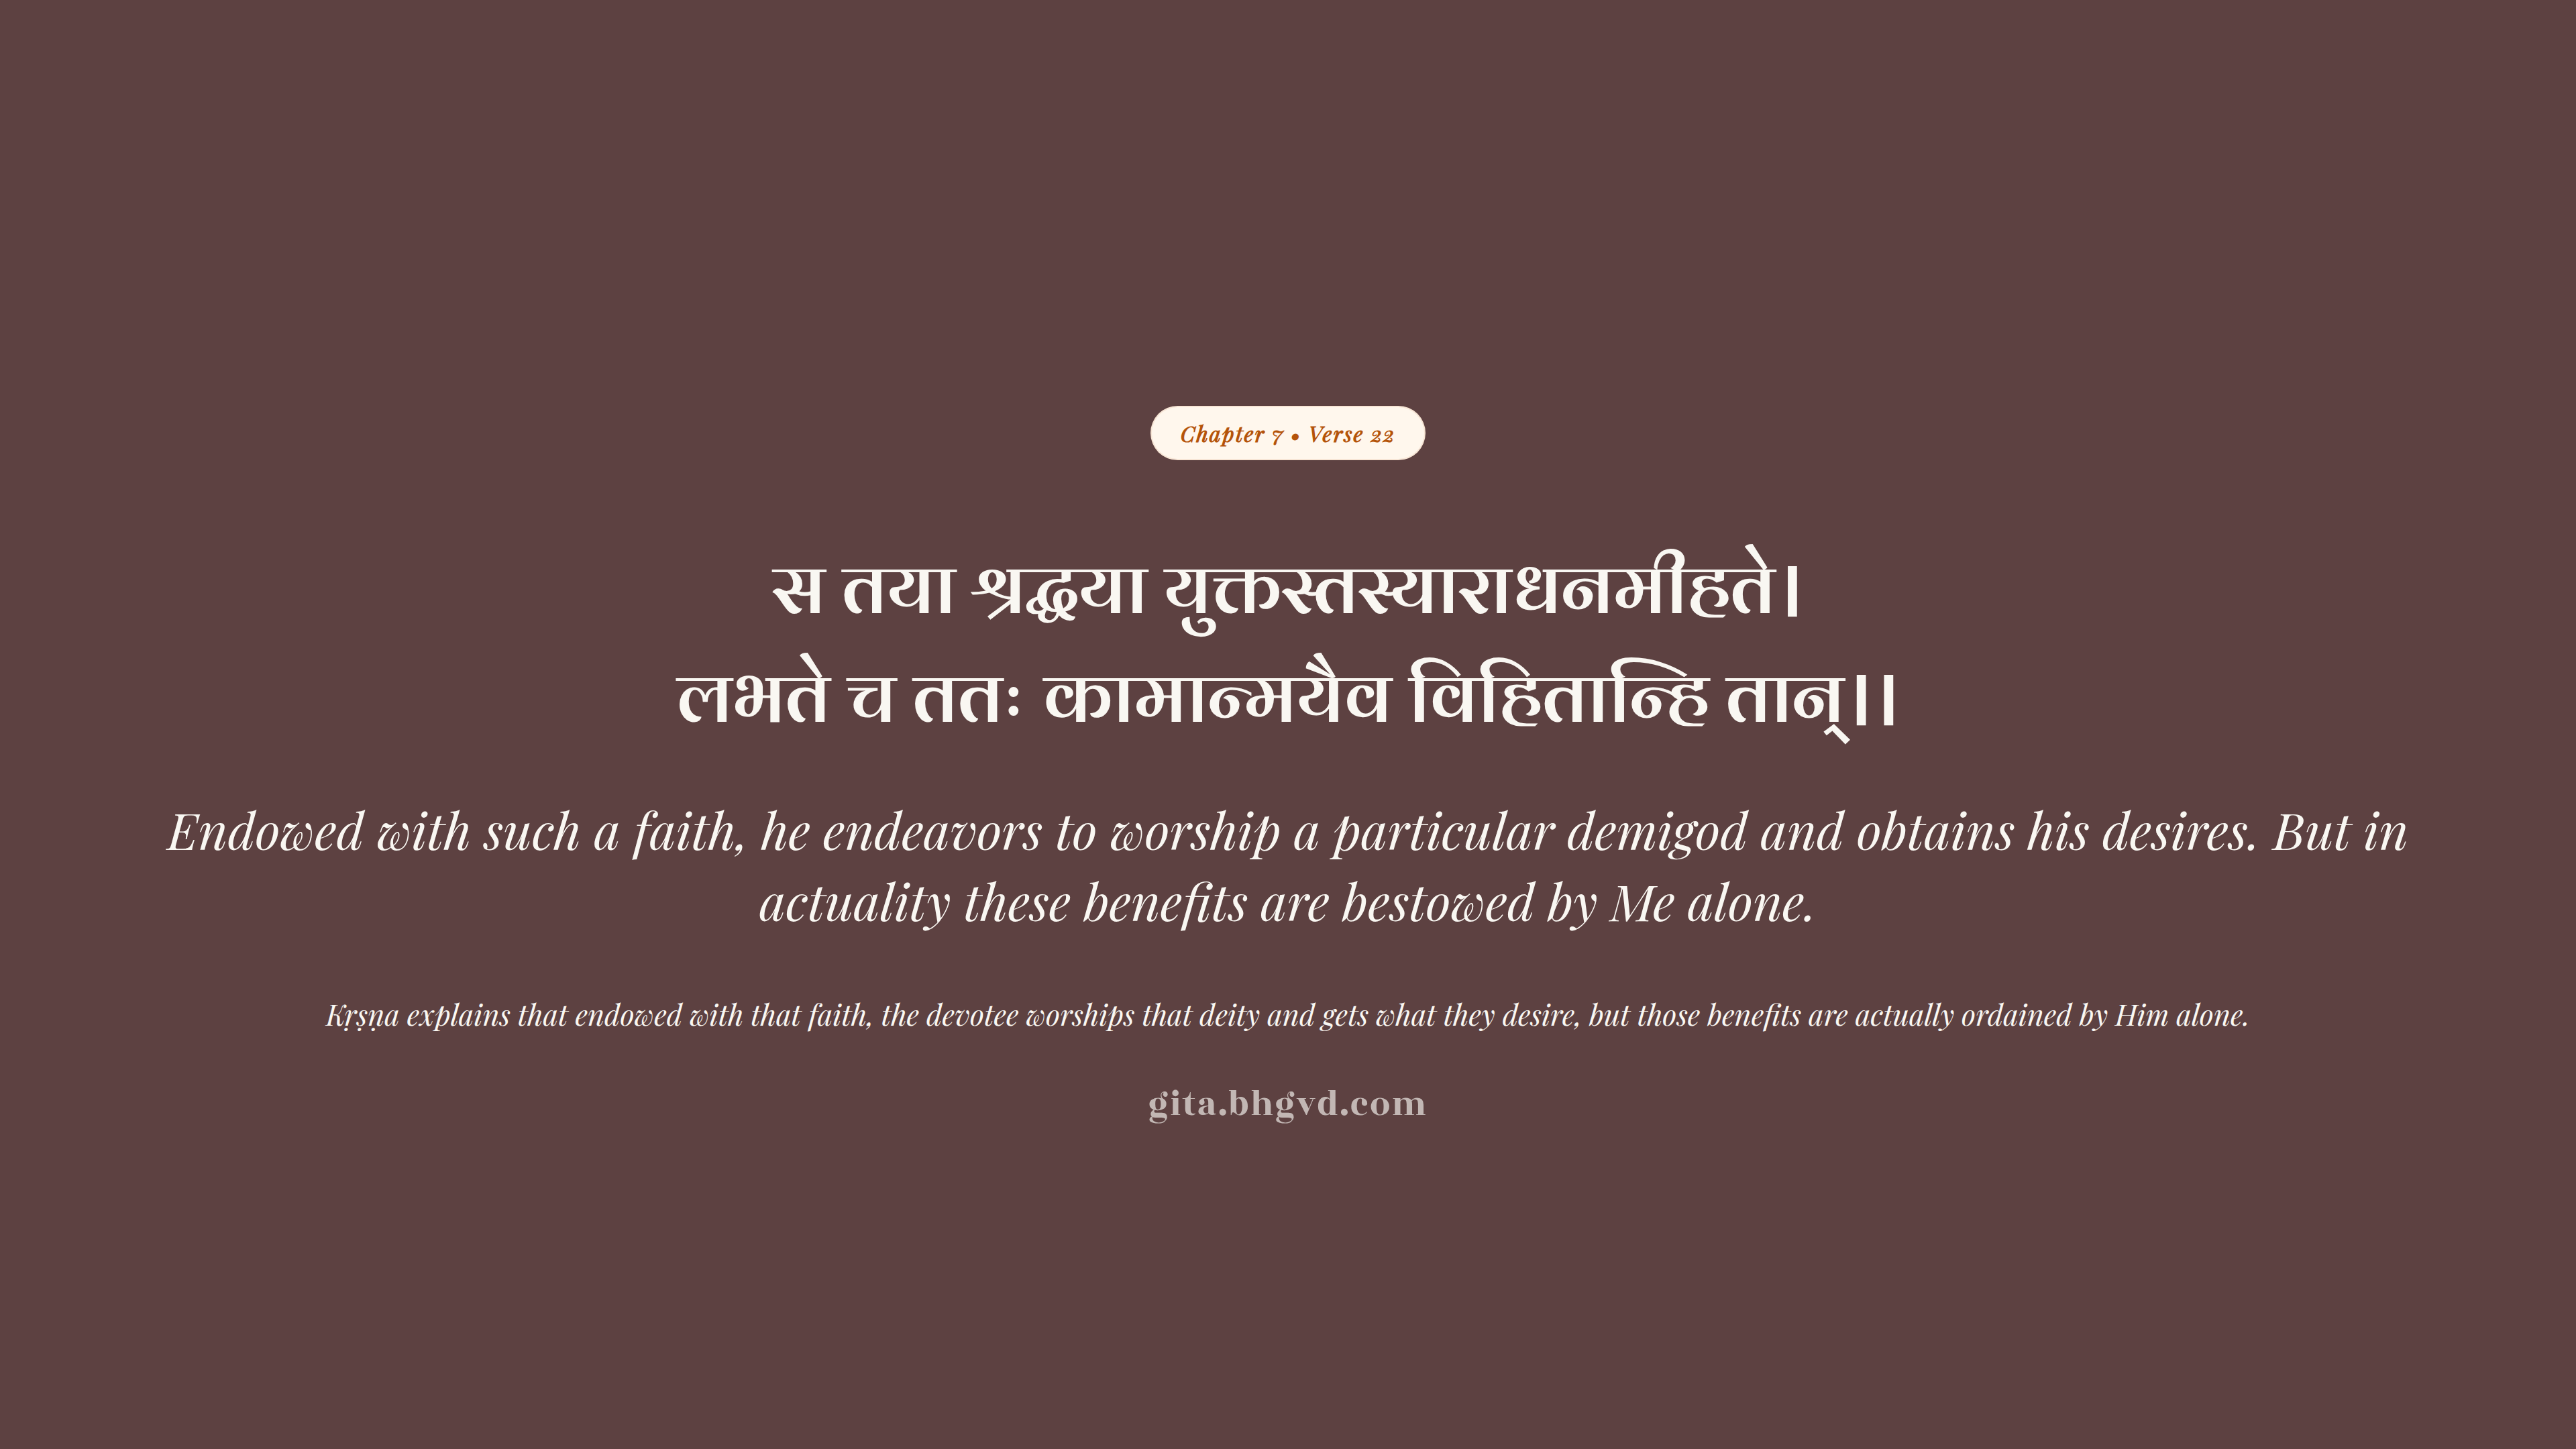 Chapter 7 • Verse 22
स तया श्रद्धया युक्तस्तस्याराधनमीहते।
लभते च ततः कामान्मयैव विहितान्हि तान्।।
Endowed with such a faith, he endeavors to worship a particular demigod and obtains his desires. But in
actuality these benefits are bestowed by Me alone.
Kṛṣṇa explains that endowed with that faith, the devotee worships that deity and gets what they desire, but those benefits are actually ordained by Him alone.
gita.bhgvd.com